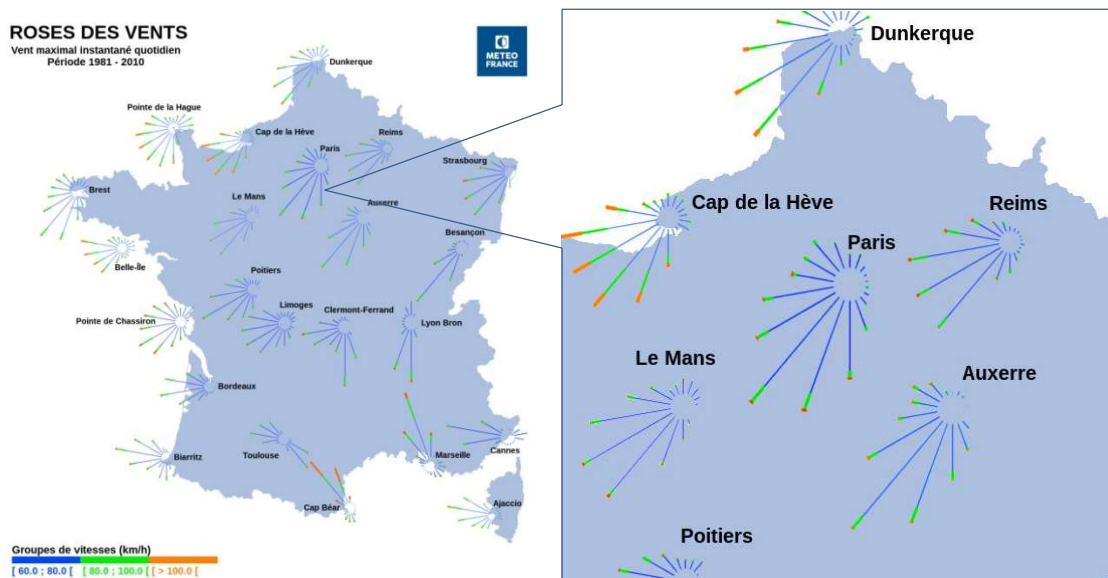 ROSES DES VENTS
Vent maximal instantané quotidien
Période 1981 - 2010
METEO
FRANCE
Dunkerque
Pointe de la Hague
Cap de la Hève
Reims
Paris
Strasbourg
Brest
Le Mans
Auxerre
Besançon
Belle-Île
Poitiers
Limoges
Clermont-Ferrand
Pointe de Chassiron
Lyon Bron
Bordeaux
Biarritz
Toulouse
Marseille
Cannes
Cap Béar
Ajaccio
Groupes de vitesses (km/h)
[ 60.0 ; 80.0 [ [ 80.0 ; 100.0 [ [ > 100.0 [
Dunkerque
Cap de la Hève
Reims
Paris
Le Mans
Auxerre
Poitiers